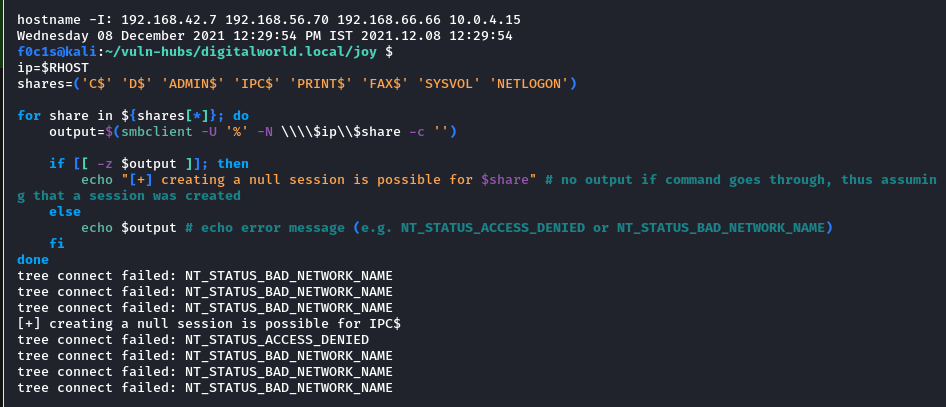 hostname -I: 192.168.42.7 192.168.56.70 192.168.66.66 10.0.4.15
Wednesday 08 December 2021 12:29:54 PM IST 2021.12.08 12:29:54
f0c1s@kali:~/vuln-hubs/digitalworld.local/joy $
ip=$RHOST
shares=('C$' 'D$' 'ADMIN$' 'IPC$' 'PRINT$' 'FAX$' 'SYSVOL' 'NETLOGON')
for share in ${shares[*]}; do
    output=$(smbclient -U '%' -N \\\\$ip\\$share -c '')
    if [[ -z $output ]]; then
        echo "[+] creating a null session is possible for $share" # no output if command goes through, thus assumin
g that a session was created
    else
        echo $output # echo error message (e.g. NT_STATUS_ACCESS_DENIED or NT_STATUS_BAD_NETWORK_NAME)
    fi
done
tree connect failed: NT_STATUS_BAD_NETWORK_NAME
tree connect failed: NT_STATUS_BAD_NETWORK_NAME
tree connect failed: NT_STATUS_BAD_NETWORK_NAME
[+] creating a null session is possible for IPC$
tree connect failed: NT_STATUS_ACCESS_DENIED
tree connect failed: NT_STATUS_BAD_NETWORK_NAME
tree connect failed: NT_STATUS_BAD_NETWORK_NAME
tree connect failed: NT_STATUS_BAD_NETWORK_NAME